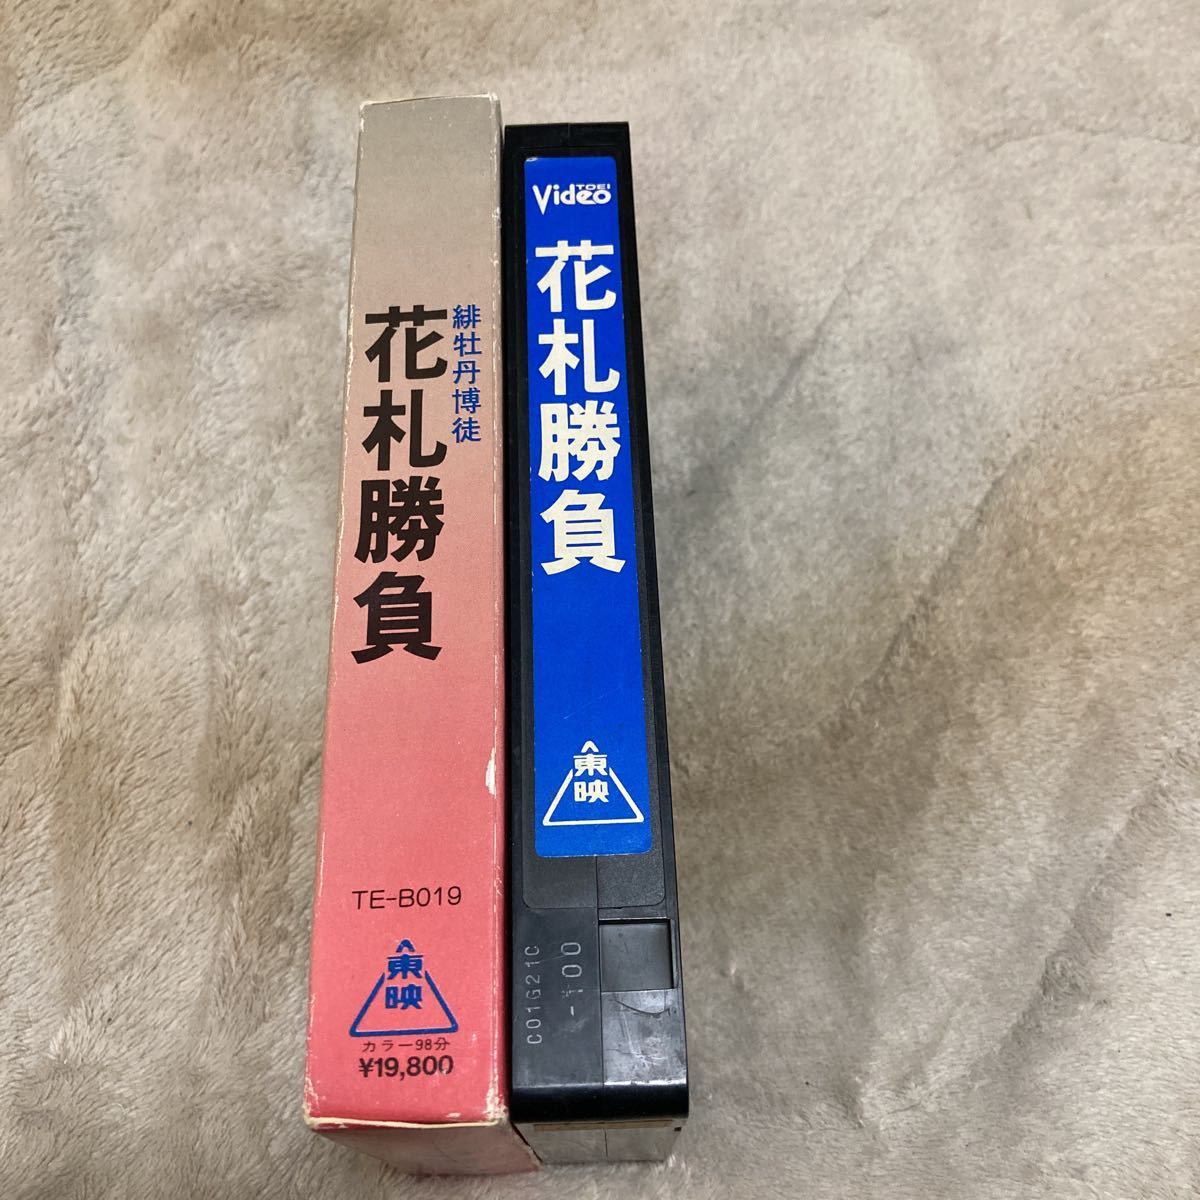 緋牡丹博徒
花札勝負
TE-B019
東映
カラー98分
¥19,800
TOEI
Video
花札勝負
東映
C01G21C
-100